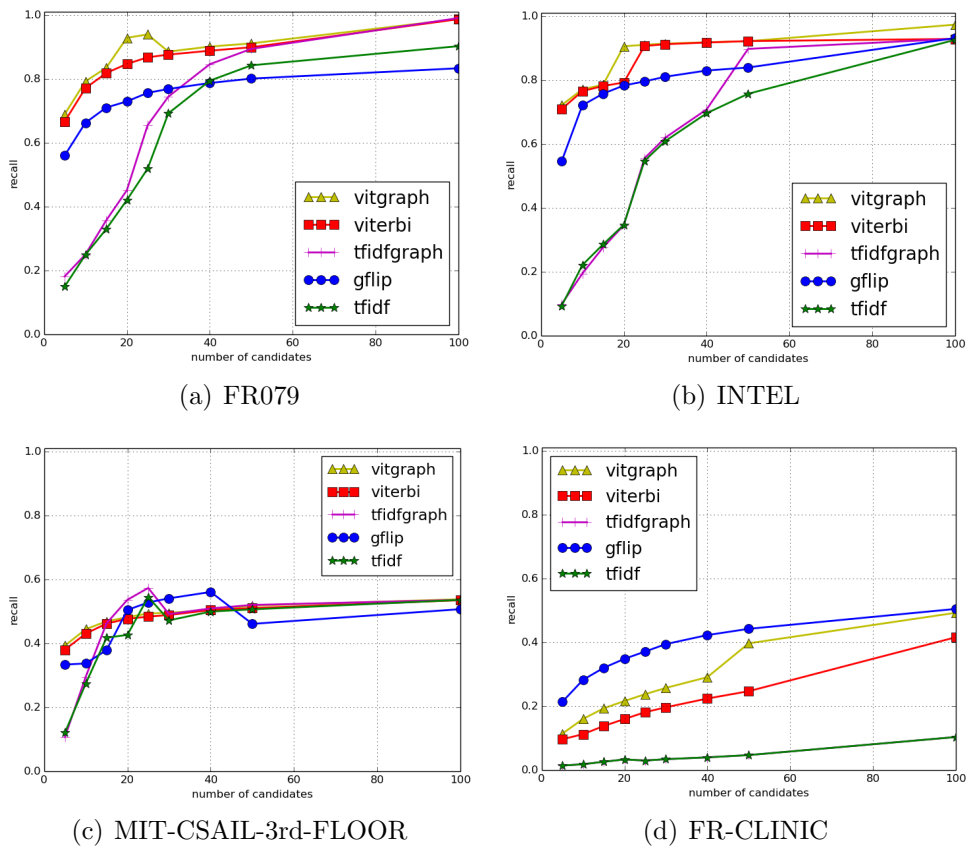 1.0
0.8
0.6
0.4
0.2
0.0
recall
0
20
40
60
80
100
number of candidates
vitgraph
viterbi
tfidfgraph
gflip
tfidf
(a) FR079
1.0
0.8
0.6
0.4
0.2
0.0
recall
0
20
40
60
80
100
number of candidates
vitgraph
viterbi
tfidfgraph
gflip
tfidf
(b) INTEL
1.0
0.8
0.6
0.4
0.2
0.0
recall
0
20
40
60
80
100
number of candidates
vitgraph
viterbi
tfidfgraph
gflip
tfidf
(c) MIT-CSAIL-3rd-FLOOR
1.0
0.8
0.6
0.4
0.2
0.0
recall
0
20
40
60
80
100
number of candidates
vitgraph
viterbi
tfidfgraph
gflip
tfidf
(d) FR-CLINIC